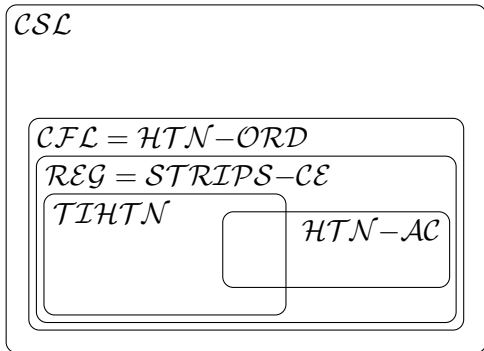 CSL
CFL = HTN−ORD
REG = STRIPS−CE
TIHTN
HTN−AC